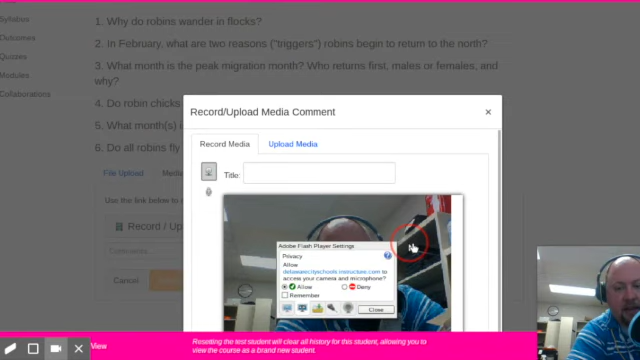 Syllabus
Outcomes
Quizzes
Modules
Collaborations
1. Why do robins wander in flocks?
2. In February, what are two reasons ("triggers") robins begin to return to the north?
3. What month is the peak migration month? Who returns first, males or females, and
why?
4. Do robin chicks
5. What month(s) i
6. Do all robins fly
File Upload Media
Use the link below to
Record / Up
Comments...
Cancel
Record/Upload Media Comment ×
Record Media Upload Media
Title:
Adobe Flash Player Settings
Privacy
Allow
delawarecityschools.instructure.com to
access your camera and microphone?
Allow Deny
Remember
Close
View
Resetting the test student will clear all history for this student, allowing you to
view the course as a brand new student.